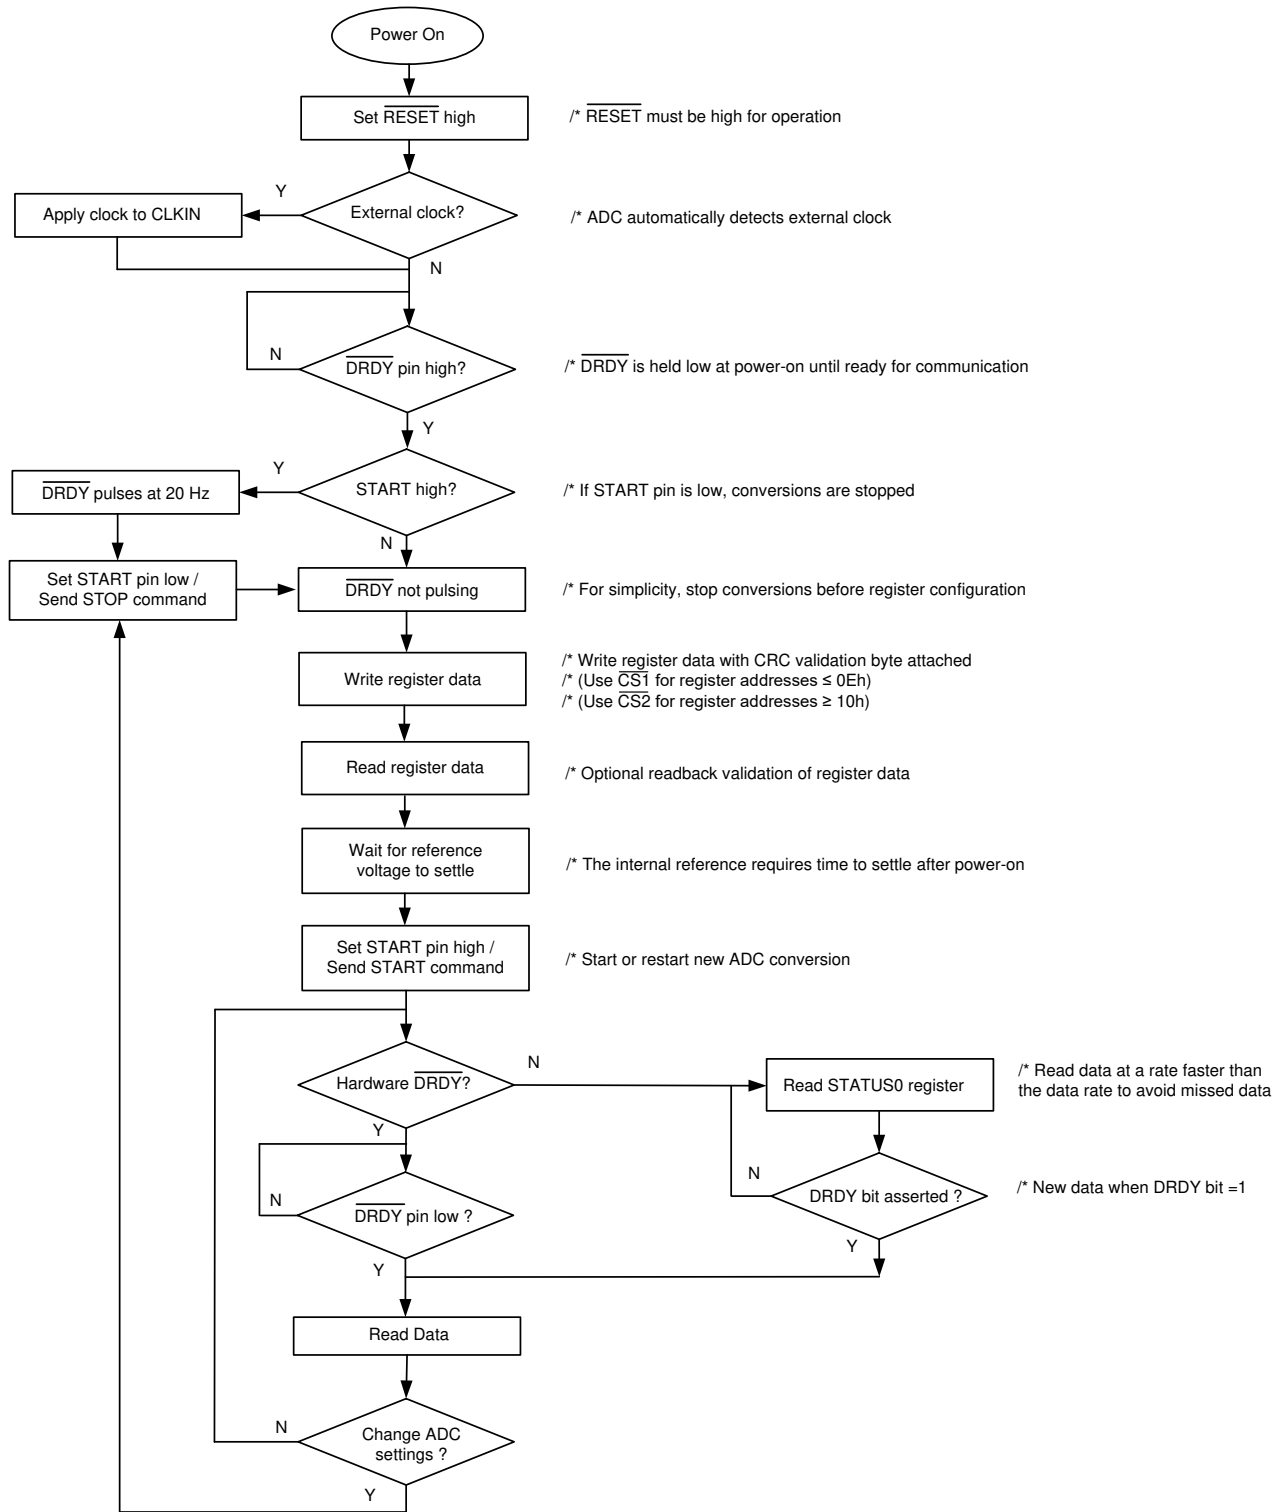 Power On
Set RESET high
/* RESET must be high for operation
Y
Apply clock to CLKIN
External clock?
/* ADC automatically detects external clock
N
N
DRDY pin high?
/* DRDY is held low at power-on until ready for communication
Y
Y
DRDY pulses at 20 Hz
START high?
/* If START pin is low, conversions are stopped
N
Set START pin low /
Send STOP command
DRDY not pulsing
/* For simplicity, stop conversions before register configuration
Write register data
/* Write register data with CRC validation byte attached
/* (Use CS1 for register addresses ≤ 0Eh)
/* (Use CS2 for register addresses ≥ 10h)
Read register data
/* Optional readback validation of register data
Wait for reference
voltage to settle
/* The internal reference requires time to settle after power-on
Set START pin high /
Send START command
/* Start or restart new ADC conversion
Hardware DRDY?
N
Read STATUS0 register
/* Read data at a rate faster than
the data rate to avoid missed data
Y
N
DRDY pin low ?
N
DRDY bit asserted ?
/* New data when DRDY bit =1
Y
Y
Read Data
N
Change ADC
settings ?
Y